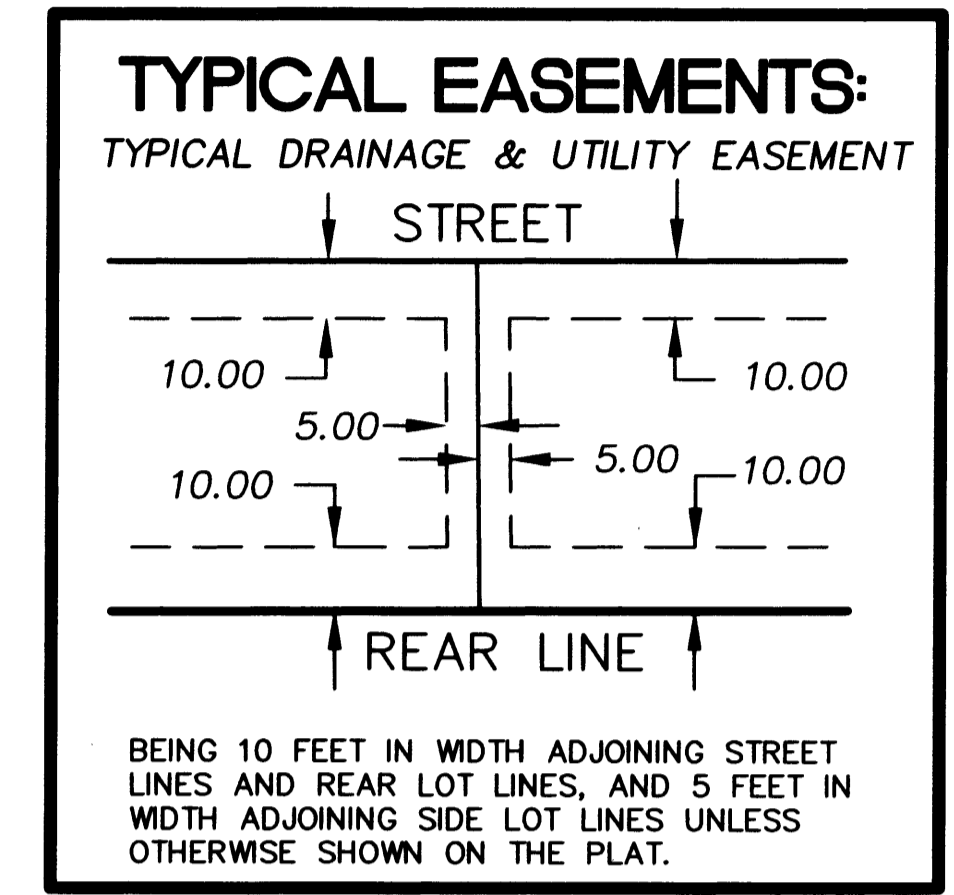 TYPICAL EASEMENTS:
TYPICAL DRAINAGE & UTILITY EASEMENT
STREET
10.00
10.00
5.00
5.00
10.00
10.00
REAR LINE
BEING 10 FEET IN WIDTH ADJOINING STREET
LINES AND REAR LOT LINES, AND 5 FEET IN
WIDTH ADJOINING SIDE LOT LINES UNLESS
OTHERWISE SHOWN ON THE PLAT.